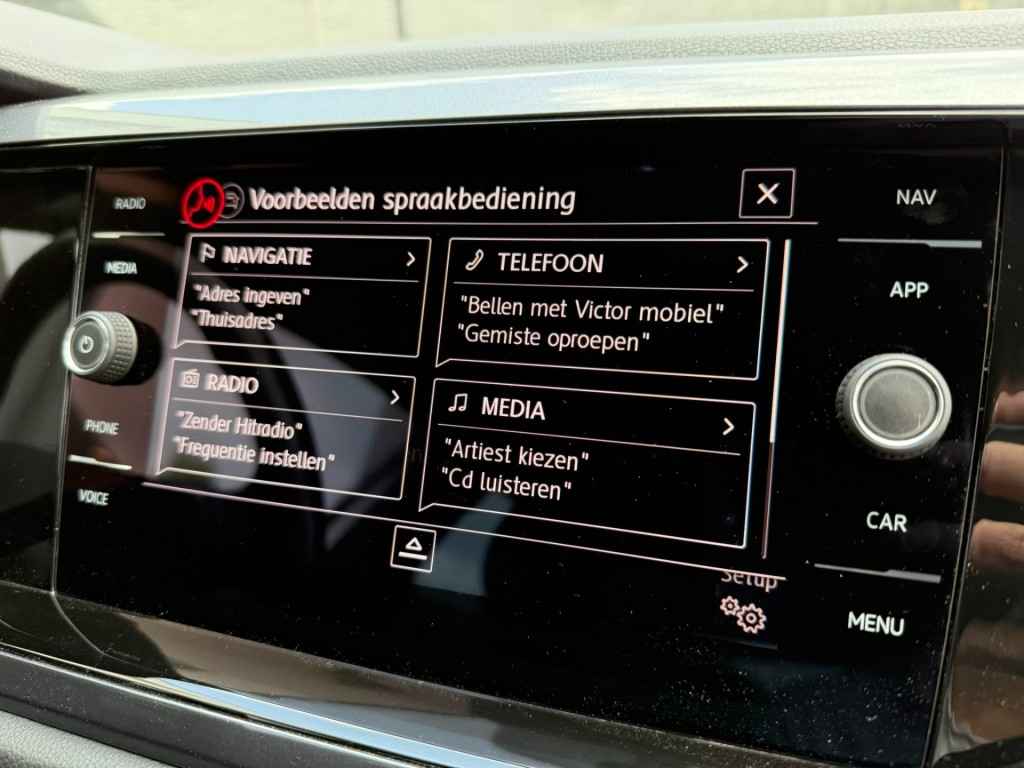 Voorbeelden spraakbediening
RADIO
MEDIA
PHONE
VOICE
NAVIGATIE
"Adres ingeven"
"Thuisadres"
TELEFOON
"Bellen met Victor mobiel"
"Gemiste oproepen"
RADIO
"Zender Hitradio"
"Frequentie instellen"
MEDIA
"Artiest kiezen"
"Cd luisteren"
Setup
NAV
APP
CAR
MENU